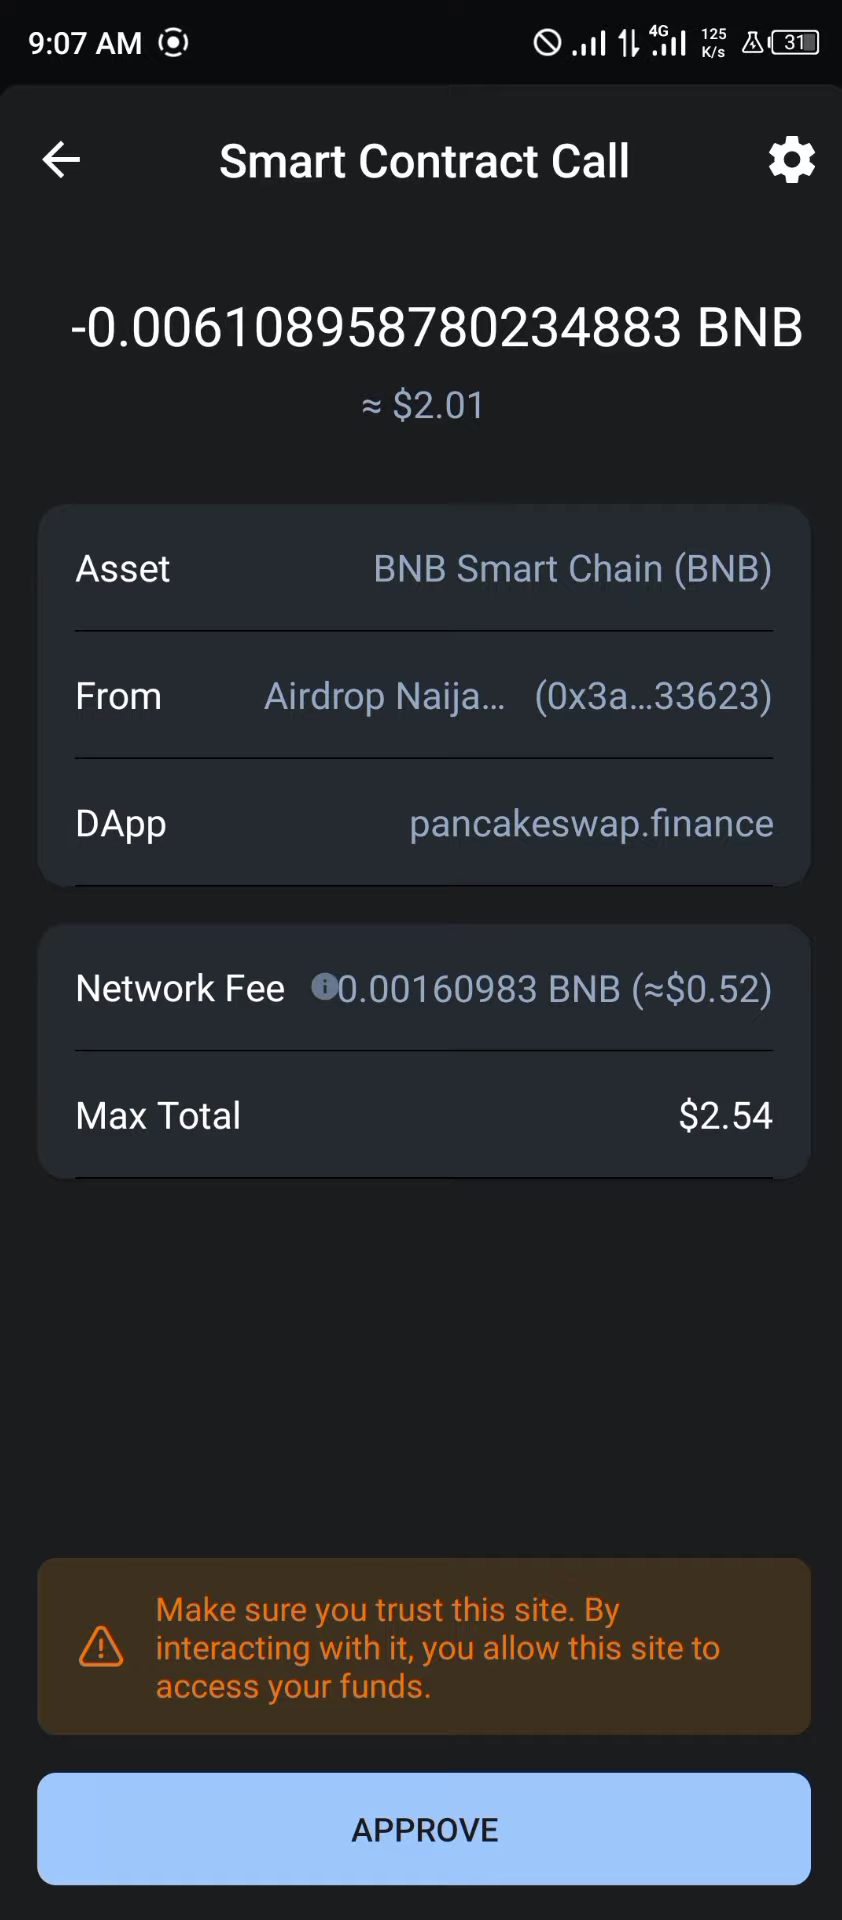 9:07 AM
4G
125
K/s
31
Smart Contract Call
-0.006108958780234883 BNB
≈ $2.01
Asset BNB Smart Chain (BNB)
From Airdrop Naija... (0x3a...33623)
DApp pancakeswap.finance
Network Fee 0.00160983 BNB (≈$0.52)
Max Total $2.54
Make sure you trust this site. By
interacting with it, you allow this site to
access your funds.
APPROVE